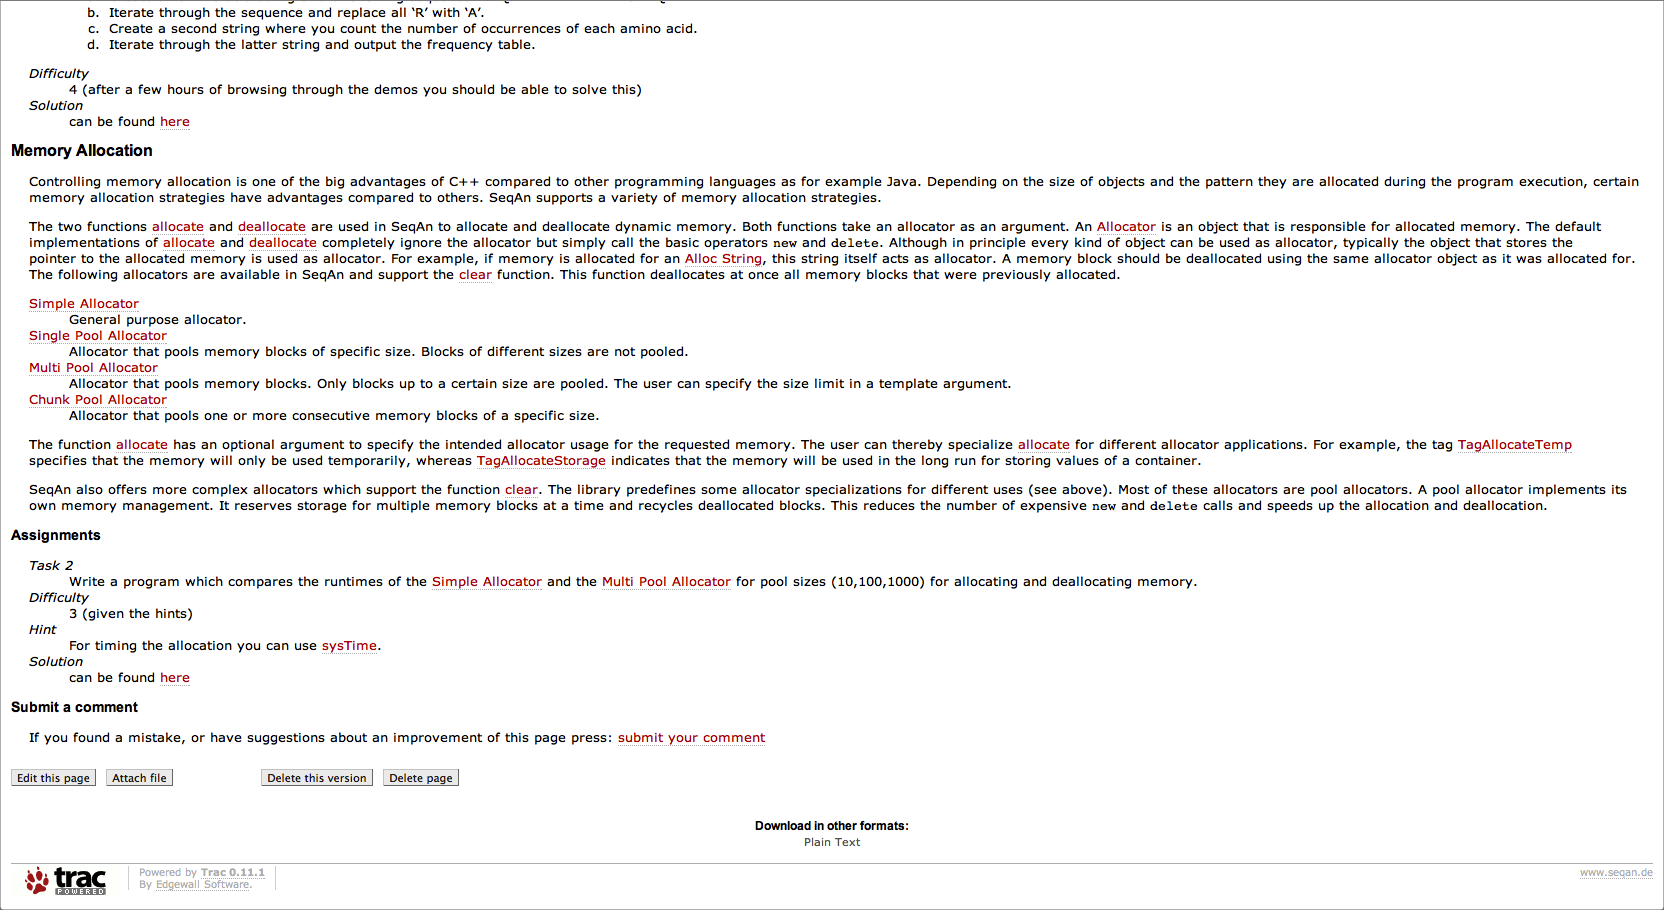 b. Iterate through the sequence and replace all ‘R’ with ‘A’.
c. Create a second string where you count the number of occurrences of each amino acid.
d. Iterate through the latter string and output the frequency table.
Difficulty
4 (after a few hours of browsing through the demos you should be able to solve this)
Solution
can be found here
Memory Allocation
Controlling memory allocation is one of the big advantages of C++ compared to other programming languages as for example Java. Depending on the size of objects and the pattern they are allocated during the program execution, certain
memory allocation strategies have advantages compared to others. SeqAn supports a variety of memory allocation strategies.
The two functions allocate and deallocate are used in SeqAn to allocate and deallocate dynamic memory. Both functions take an allocator as an argument. An Allocator is an object that is responsible for allocated memory. The default
implementations of allocate and deallocate completely ignore the allocator but simply call the basic operators new and delete. Although in principle every kind of object can be used as allocator, typically the object that stores the
pointer to the allocated memory is used as allocator. For example, if memory is allocated for an Alloc String, this string itself acts as allocator. A memory block should be deallocated using the same allocator object as it was allocated for.
The following allocators are available in SeqAn and support the clear function. This function deallocates at once all memory blocks that were previously allocated.
Simple Allocator
General purpose allocator.
Single Pool Allocator
Allocator that pools memory blocks of specific size. Blocks of different sizes are not pooled.
Multi Pool Allocator
Allocator that pools memory blocks. Only blocks up to a certain size are pooled. The user can specify the size limit in a template argument.
Chunk Pool Allocator
Allocator that pools one or more consecutive memory blocks of a specific size.
The function allocate has an optional argument to specify the intended allocator usage for the requested memory. The user can thereby specialize allocate for different allocator applications. For example, the tag TagAllocateTemp
specifies that the memory will only be used temporarily, whereas TagAllocateStorage indicates that the memory will be used in the long run for storing values of a container.
SeqAn also offers more complex allocators which support the function clear. The library predefines some allocator specializations for different uses (see above). Most of these allocators are pool allocators. A pool allocator implements its
own memory management. It reserves storage for multiple memory blocks at a time and recycles deallocated blocks. This reduces the number of expensive new and delete calls and speeds up the allocation and deallocation.
Assignments
Task 2
Write a program which compares the runtimes of the Simple Allocator and the Multi Pool Allocator for pool sizes (10,100,1000) for allocating and deallocating memory.
Difficulty
3 (given the hints)
Hint
For timing the allocation you can use sysTime.
Solution
can be found here
Submit a comment
If you found a mistake, or have suggestions about an improvement of this page press: submit your comment
Edit this page Attach file Delete this version Delete page
Download in other formats:
Plain Text
trac POWERED
Powered by Trac 0.11.1
By Edgewall Software.
www.seqan.de